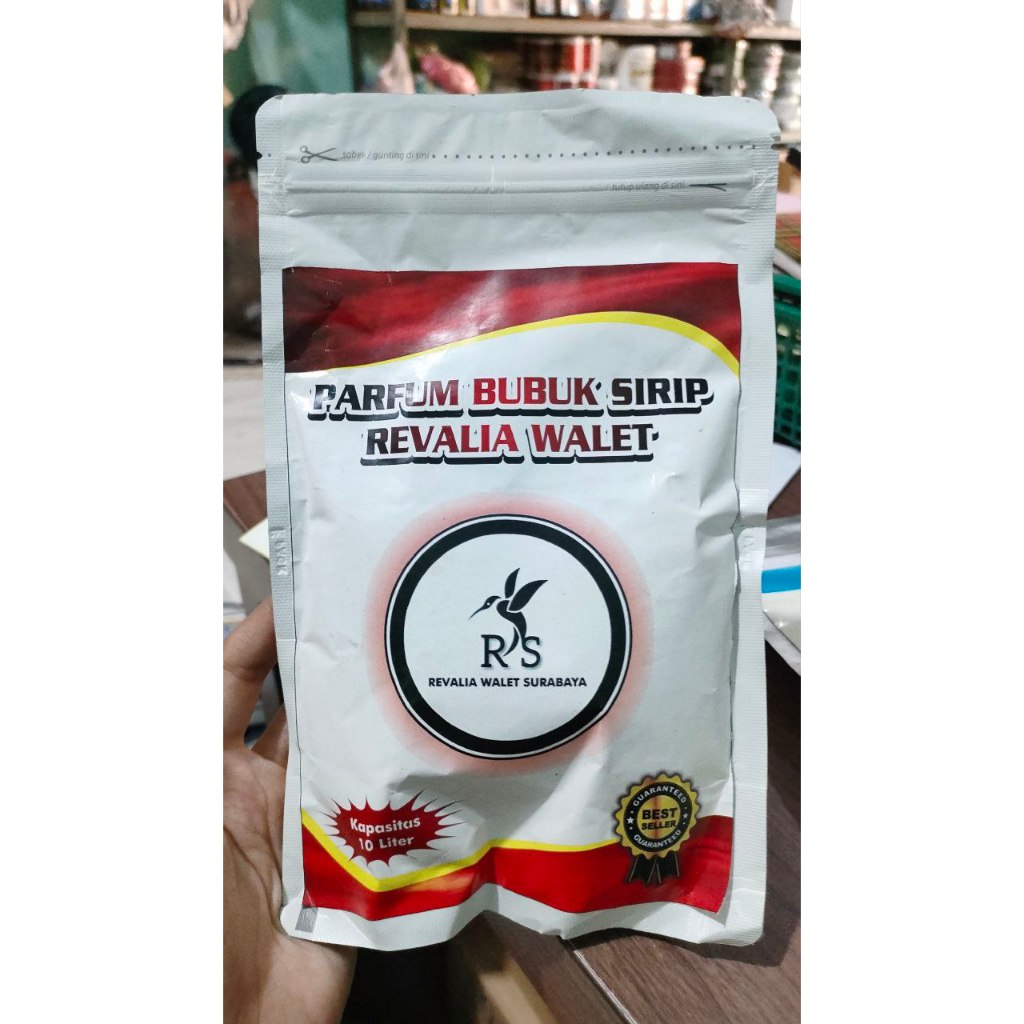 sobek / gunting di sini
tutup ulang di sini
PARFUM BUBUK SIRIP
REVALIA WALET
RS
REVALIA WALET SURABAYA
Kapasitas
10 Liter
GUARANTEED
BEST
SELLER
GUARANTEED